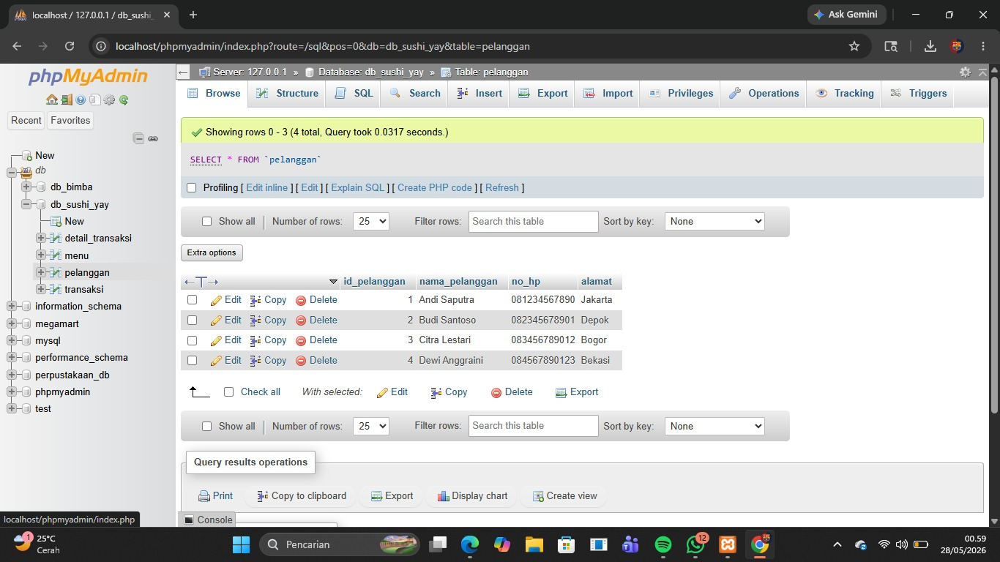 localhost / 127.0.0.1 / db_sushi_
Ask Gemini
localhost/phpmyadmin/index.php?route=/sql&pos=0&db=db_sushi_yay&table=pelanggan
phpMyAdmin
Recent Favorites
New
db
db_bimba
db_sushi_yay
New
detail_transaksi
menu
pelanggan
transaksi
information_schema
megamart
mysql
performance_schema
perpustakaan_db
phpmyadmin
test
Server: 127.0.0.1 » Database: db_sushi_yay » Table: pelanggan
Browse Structure SQL Search Insert Export Import Privileges Operations Tracking Triggers
Showing rows 0 - 3 (4 total, Query took 0.0317 seconds.)
SELECT * FROM `pelanggan`
Profiling [ Edit inline ] [ Edit ] [ Explain SQL ] [ Create PHP code ] [ Refresh ]
Show all Number of rows: 25 Filter rows: Search this table Sort by key: None
Extra options
id_pelanggan nama_pelanggan no_hp alamat
Edit Copy Delete 1 Andi Saputra 081234567890 Jakarta
Edit Copy Delete 2 Budi Santoso 082345678901 Depok
Edit Copy Delete 3 Citra Lestari 083456789012 Bogor
Edit Copy Delete 4 Dewi Anggraini 084567890123 Bekasi
Check all With selected: Edit Copy Delete Export
Show all Number of rows: 25 Filter rows: Search this table Sort by key: None
Query results operations
Print Copy to clipboard Export Display chart Create view
Console
localhost/phpmyadmin/index.php
1
25°C
Cerah
Pencarian
12
00.59
28/05/2026